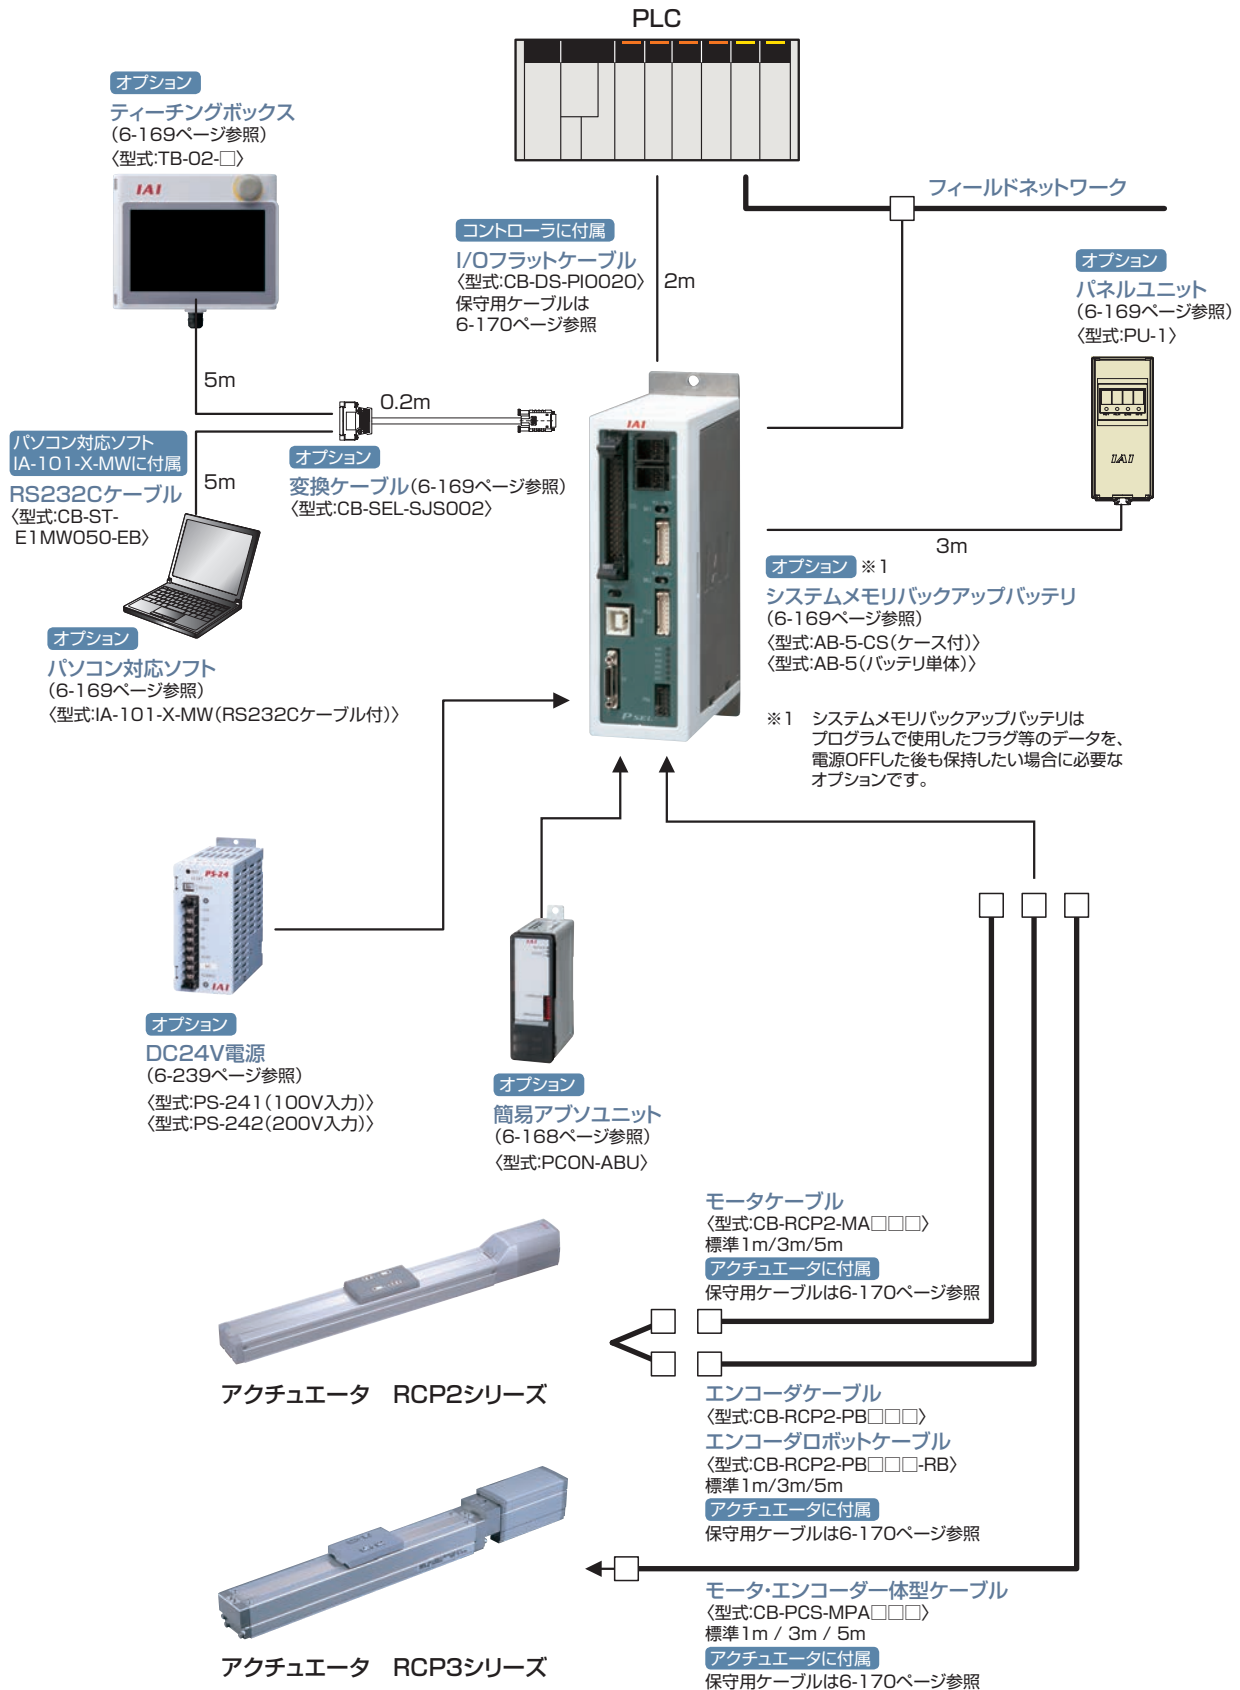 PLC
オプション
ティーチングボックス
(6-169ページ参照)
〈型式:TB-02-□〉
IAI
フィールドネットワーク
コントローラに付属
I/Oフラットケーブル
〈型式:CB-DS-PIO020〉
保守用ケーブルは
6-170ページ参照
2m
オプション
パネルユニット
(6-169ページ参照)
〈型式:PU-1〉
IAI
5m
0.2m
パソコン対応ソフト
IA-101-X-MWに付属
RS232Cケーブル
〈型式:CB-ST-
E1MW050-EB〉
5m
オプション
変換ケーブル(6-169ページ参照)
〈型式:CB-SEL-SJS002〉
IAI
PSEL
3m
オプション ※1
システムメモリバックアップバッテリ
(6-169ページ参照)
〈型式:AB-5-CS(ケース付)〉
〈型式:AB-5(バッテリ単体)〉
オプション
パソコン対応ソフト
(6-169ページ参照)
〈型式:IA-101-X-MW(RS232Cケーブル付)〉
※1 システムメモリバックアップバッテリは
プログラムで使用したフラグ等のデータを、
電源OFFした後も保持したい場合に必要な
オプションです。
PS-24
IAI
オプション
DC24V電源
(6-239ページ参照)
〈型式:PS-241(100V入力)〉
〈型式:PS-242(200V入力)〉
IAI
オプション
簡易アブソユニット
(6-168ページ参照)
〈型式:PCON-ABU〉
モータケーブル
〈型式:CB-RCP2-MA□□□〉
標準1m/3m/5m
アクチュエータに付属
保守用ケーブルは6-170ページ参照
アクチュエータ RCP2シリーズ
エンコーダケーブル
〈型式:CB-RCP2-PB□□□〉
エンコーダロボットケーブル
〈型式:CB-RCP2-PB□□□-RB〉
標準1m/3m/5m
アクチュエータに付属
保守用ケーブルは6-170ページ参照
アクチュエータ RCP3シリーズ
モータ・エンコーダ一体型ケーブル
〈型式:CB-PCS-MPA□□□〉
標準1m / 3m / 5m
アクチュエータに付属
保守用ケーブルは6-170ページ参照